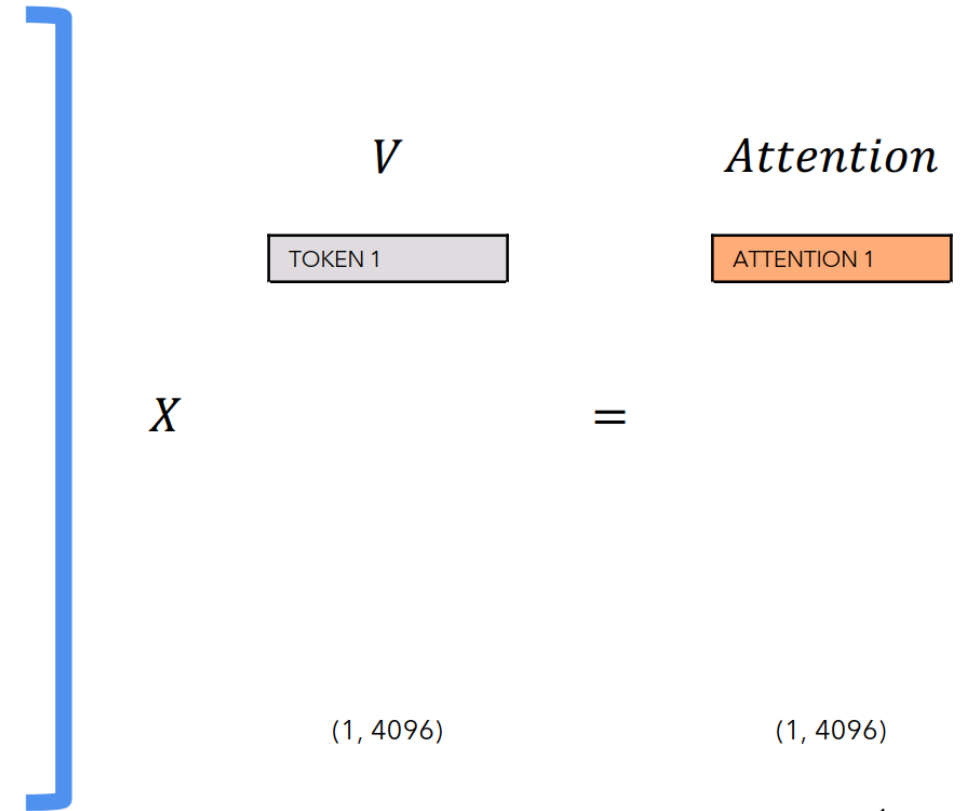 V Attention
TOKEN 1 ATTENTION 1
X =
(1, 4096) (1, 4096)